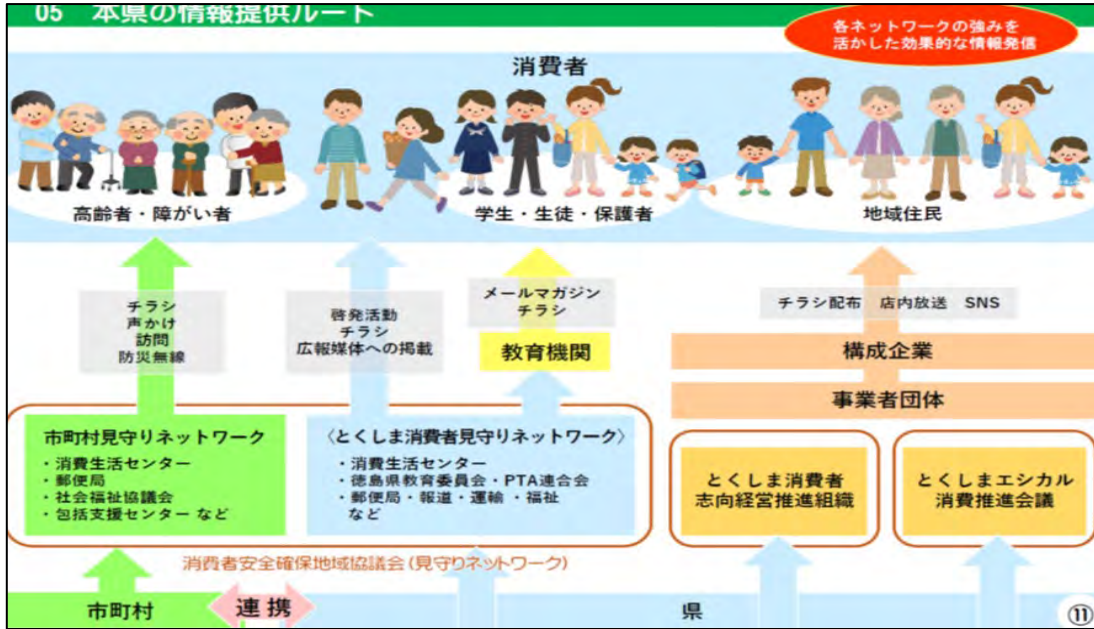 05 本県の情報提供ルート
各ネットワークの強みを
活かした効果的な情報発信
消費者
高齢者・障がい者
学生・生徒・保護者
地域住民
チラシ
声かけ
訪問
防災無線
啓発活動
チラシ
広報媒体への掲載
メールマガジン
チラシ
教育機関
チラシ配布 店内放送 SNS
構成企業
事業者団体
市町村見守りネットワーク
・消費生活センター
・郵便局
・社会福祉協議会
・包括支援センター など
〈とくしま消費者見守りネットワーク〉
・消費生活センター
・徳島県教育委員会・PTA連合会
・郵便局・報道・運輸・福祉
など
とくしま消費者
志向経営推進組織
とくしまエシカル
消費推進会議
消費者安全確保地域協議会(見守りネットワーク)
市町村
連携
県
⑪